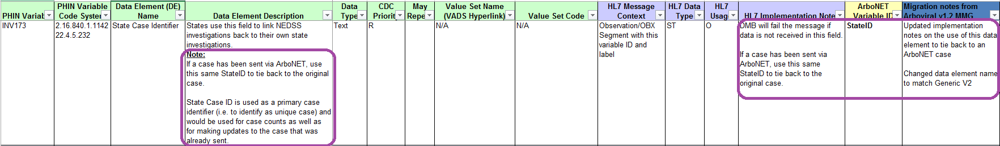 PHIN Variab
PHIN Variable
Code System
Data Element (DE)
Name
Data Element Description
Data
Type
CDC
Priorit
May
Repe
Value Set Name
(VADS Hyperlink)
Value Set Code
HL7 Message
Context
HL7 Data
Type
HL7
Usag
HL7 Implementation Note
ArboNET
Variable ID
Migration notes from
Arboviral v1.2 MMG
INV173
2.16.840.1.1142
22.4.5.232
State Case Identifier
States use this field to link NEDSS
investigations back to their own state
investigations.
Note:
If a case has been sent via ArboNET, use
this same StateID to tie back to the original
case.
State Case ID is used as a primary case
identifier (i.e. to identify as unique case) and
would be used for case counts as well as
for making updates to the case that was
already sent.
Text
R
N/A
N/A
Observation/OBX
Segment with this
variable ID and
label
ST
O
DMB will fail the message if
data is not received in this field.
If a case has been sent via
ArboNET, use this same
StateID to tie back to the
original case.
StateID
Updated implementation
notes on the use of this data
element to tie back to an
ArboNET case
Changed data element name
to match Generic V2